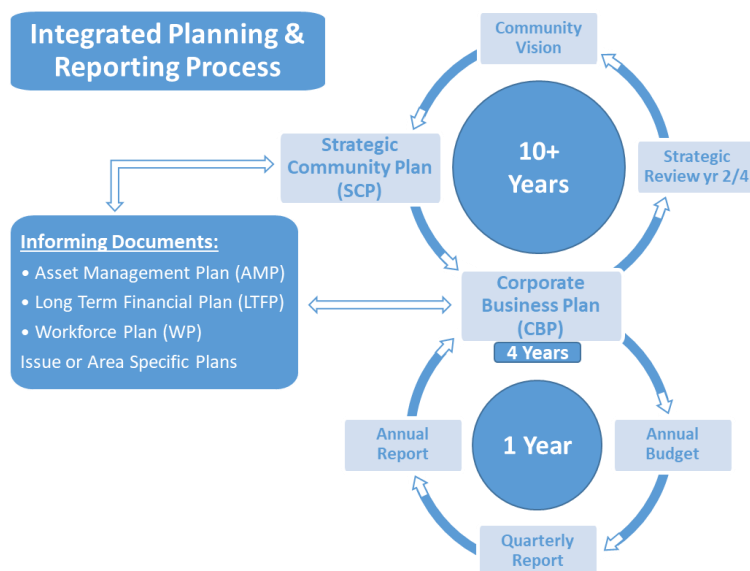 Integrated Planning &
Reporting Process
Community
Vision
Strategic
Community Plan
(SCP)
10+
Years
Strategic
Review yr 2/4
Informing Documents:
• Asset Management Plan (AMP)
• Long Term Financial Plan (LTFP)
• Workforce Plan (WP)
Issue or Area Specific Plans
Corporate
Business Plan
(CBP)
4 Years
Annual
Report
1 Year
Annual
Budget
Quarterly
Report